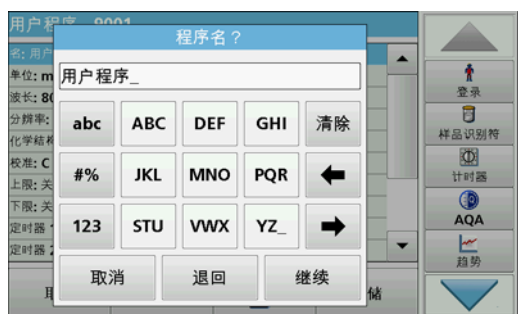 用户程序 9001
程序名？
名: 用户
单位: m
波长: 80
分辨率:
化学结构
校准: C
上限: 关
下限: 关
定时器
定时器
用户程序_
abc ABC DEF GHI 清除
#% JKL MNO PQR
123 STU VWX YZ_
取消 退回 继续
储
登录
样品识别符
计时器
AQA
趋势